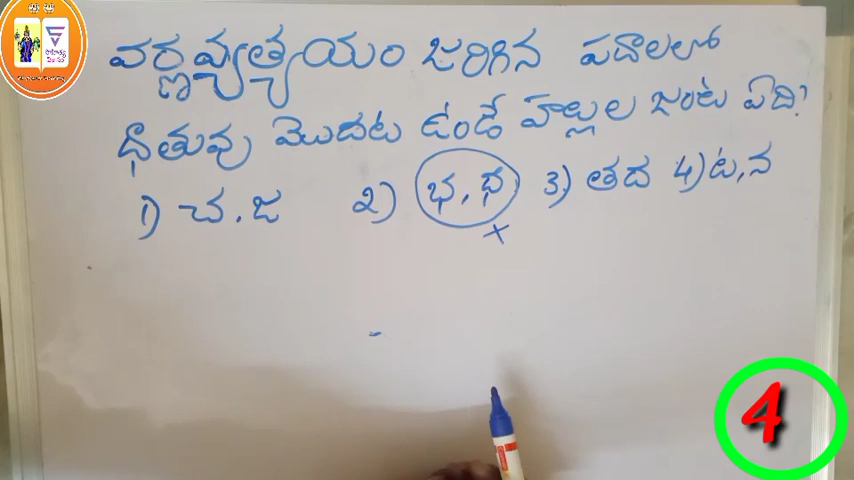 వర్ణవ్యత్యయం జరిగిన పదాలలో
ధాతువు మొదట ఉండే హల్లుల జంట ఏది?
1) చ.జ 2) భ,ధ 3) తద 4) ట,న
4